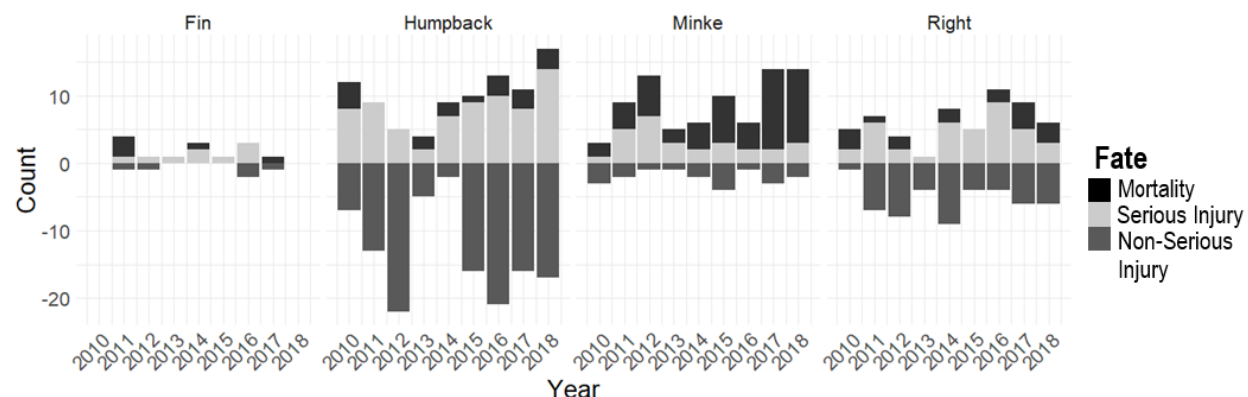 Fin Humpback Minke Right
10
0
-10
-20
Count
2010 2011 2012 2013 2014 2015 2016 2017 2018 2010 2011 2012 2013 2014 2015 2016 2017 2018 2010 2011 2012 2013 2014 2015 2016 2017 2018 2010 2011 2012 2013 2014 2015 2016 2017 2018
Year
Fate
Mortality
Serious Injury
Non-Serious
Injury